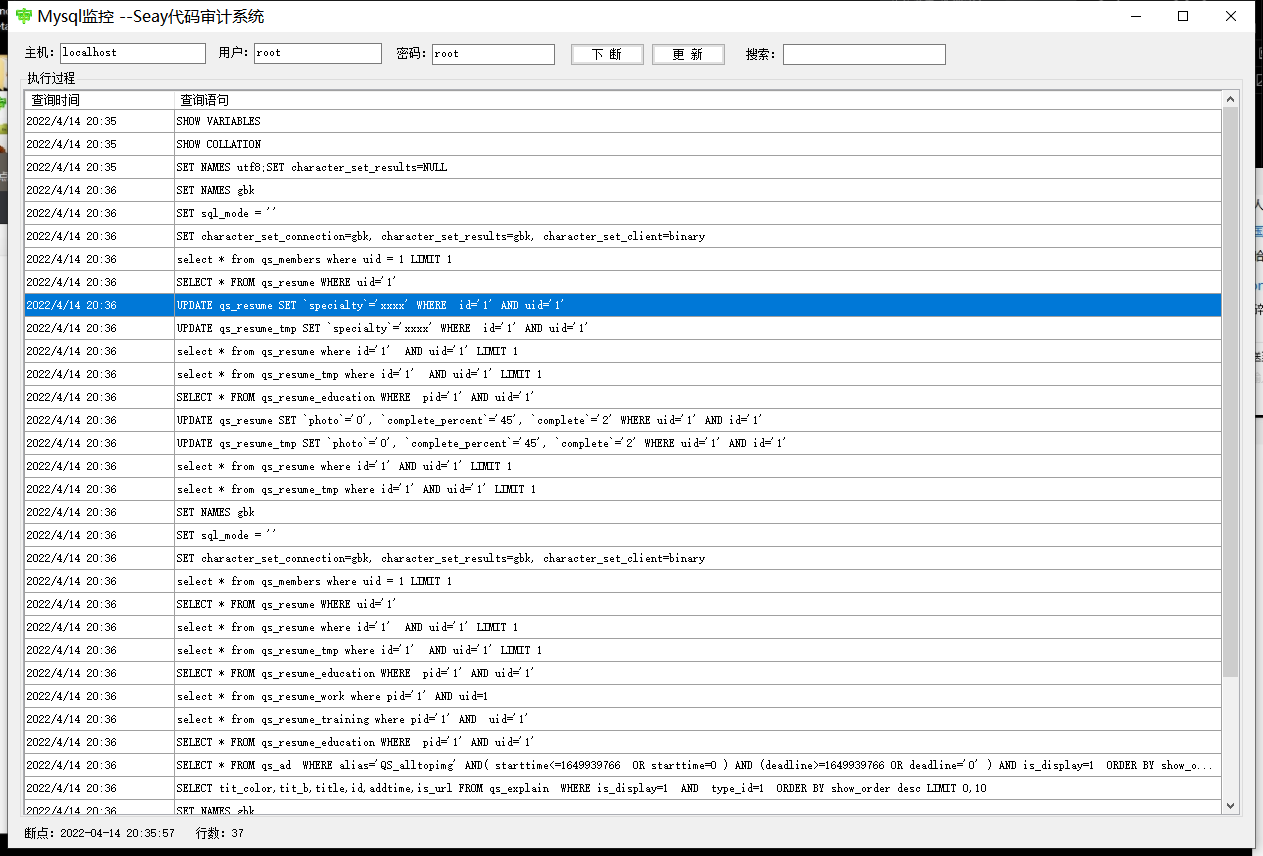 Mysql监控 --Seay代码审计系统
主机: localhost 用户: root 密码: root 下 断 更 新 搜索:
执行过程
查询时间 查询语句
2022/4/14 20:35 SHOW VARIABLES
2022/4/14 20:35 SHOW COLLATION
2022/4/14 20:35 SET NAMES utf8;SET character_set_results=NULL
2022/4/14 20:36 SET NAMES gbk
2022/4/14 20:36 SET sql_mode = ''
2022/4/14 20:36 SET character_set_connection=gbk, character_set_results=gbk, character_set_client=binary
2022/4/14 20:36 select * from qs_members where uid = 1 LIMIT 1
2022/4/14 20:36 SELECT * FROM qs_resume WHERE uid='1'
2022/4/14 20:36 UPDATE qs_resume SET `specialty`='xxxx' WHERE  id='1' AND uid='1'
2022/4/14 20:36 UPDATE qs_resume_tmp SET `specialty`='xxxx' WHERE  id='1' AND uid='1'
2022/4/14 20:36 select * from qs_resume where id='1'  AND uid='1' LIMIT 1
2022/4/14 20:36 select * from qs_resume_tmp where id='1'  AND uid='1' LIMIT 1
2022/4/14 20:36 SELECT * FROM qs_resume_education WHERE  pid='1' AND uid='1'
2022/4/14 20:36 UPDATE qs_resume SET `photo`='0', `complete_percent`='45', `complete`='2' WHERE uid='1' AND id='1'
2022/4/14 20:36 UPDATE qs_resume_tmp SET `photo`='0', `complete_percent`='45', `complete`='2' WHERE uid='1' AND id='1'
2022/4/14 20:36 select * from qs_resume where id='1' AND uid='1' LIMIT 1
2022/4/14 20:36 select * from qs_resume_tmp where id='1' AND uid='1' LIMIT 1
2022/4/14 20:36 SET NAMES gbk
2022/4/14 20:36 SET sql_mode = ''
2022/4/14 20:36 SET character_set_connection=gbk, character_set_results=gbk, character_set_client=binary
2022/4/14 20:36 select * from qs_members where uid = 1 LIMIT 1
2022/4/14 20:36 SELECT * FROM qs_resume WHERE uid='1'
2022/4/14 20:36 select * from qs_resume where id='1'  AND uid='1' LIMIT 1
2022/4/14 20:36 select * from qs_resume_tmp where id='1'  AND uid='1' LIMIT 1
2022/4/14 20:36 SELECT * FROM qs_resume_education WHERE  pid='1' AND uid='1'
2022/4/14 20:36 select * from qs_resume_work where pid='1' AND uid=1
2022/4/14 20:36 select * from qs_resume_training where pid='1' AND  uid='1'
2022/4/14 20:36 SELECT * FROM qs_resume_education WHERE  pid='1' AND uid='1'
2022/4/14 20:36 SELECT * FROM qs_ad  WHERE alias='QS_alltopimg' AND( starttime<=1649939766  OR starttime=0 ) AND (deadline>=1649939766 OR deadline='0' ) AND is_display=1  ORDER BY show_o...
2022/4/14 20:36 SELECT tit_color,tit_b,title,id,addtime,is_url FROM qs_explain  WHERE is_display=1  AND  type_id=1  ORDER BY show_order desc LIMIT 0,10
2022/4/14 20:36 SET NAMES gbk
断点: 2022-04-14 20:35:57 行数: 37